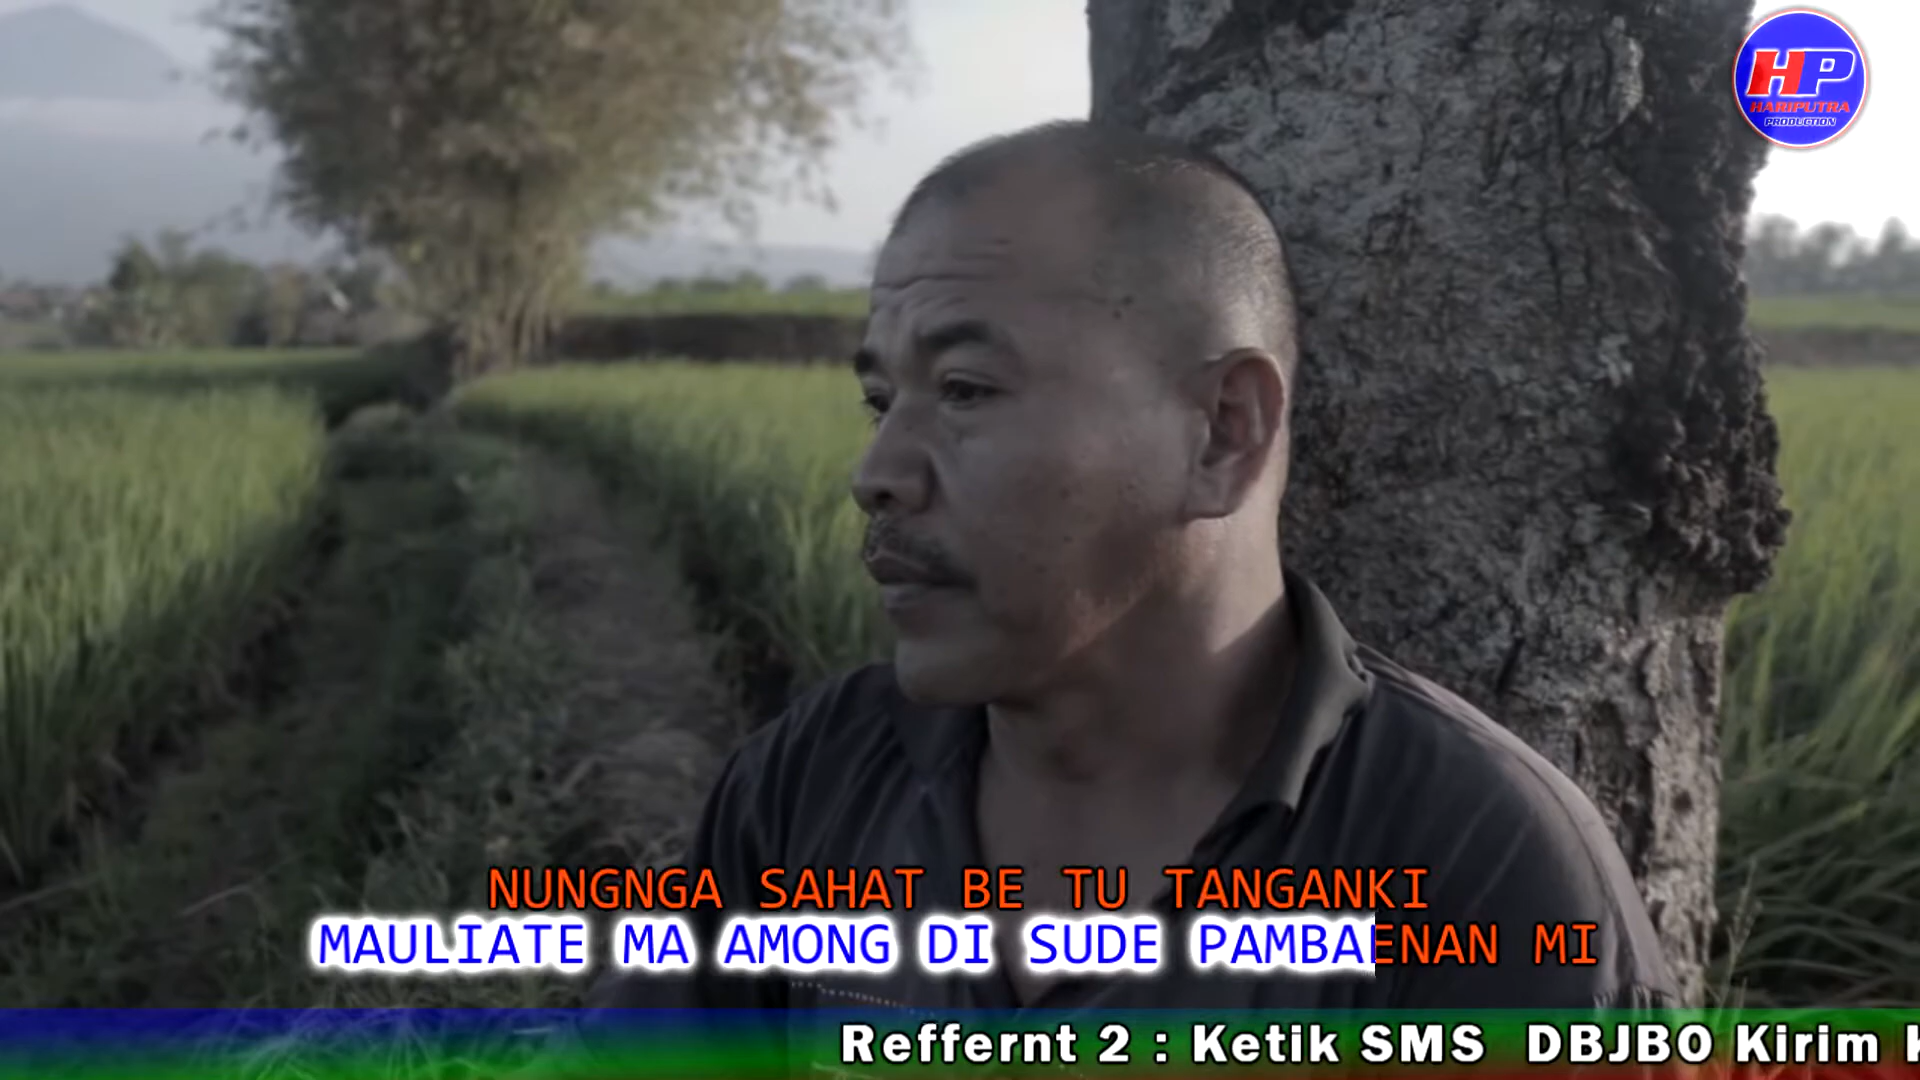 HP
HARIPUTRA
PRODUCTION
NUNGNGA SAHAT BE TU TANGANKI
MAULIATE MA AMONG DI SUDE PAMBAENAN MI
Reffernt 2 : Ketik SMS DBJBO Kirim